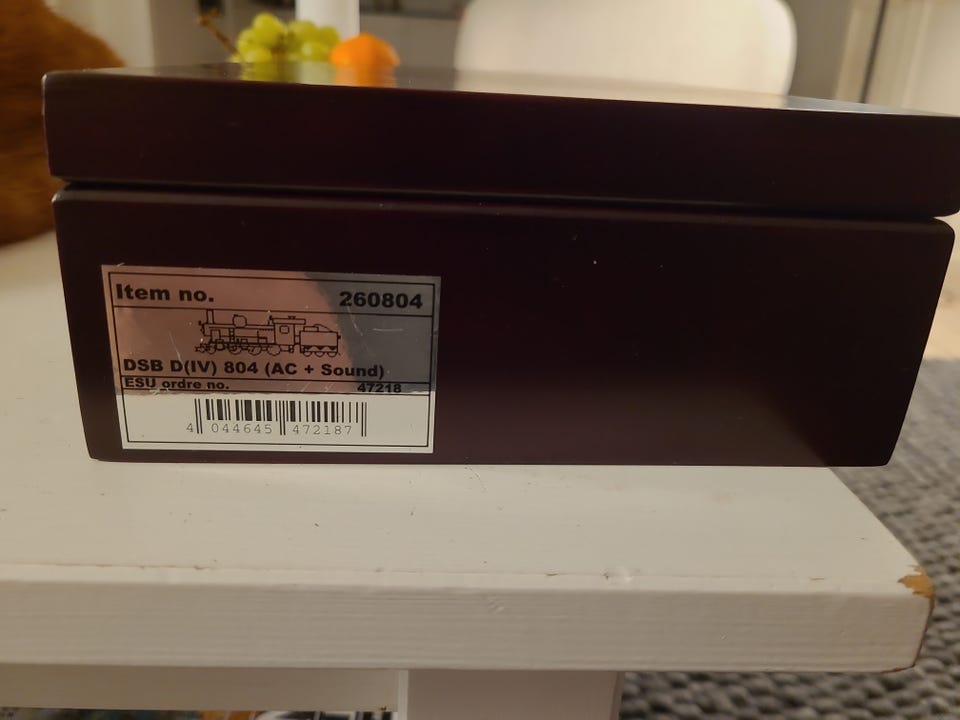 Item no. 260804
DSB D(IV) 804 (AC + Sound)
ESU ordre no. 47218
4 044645 472187